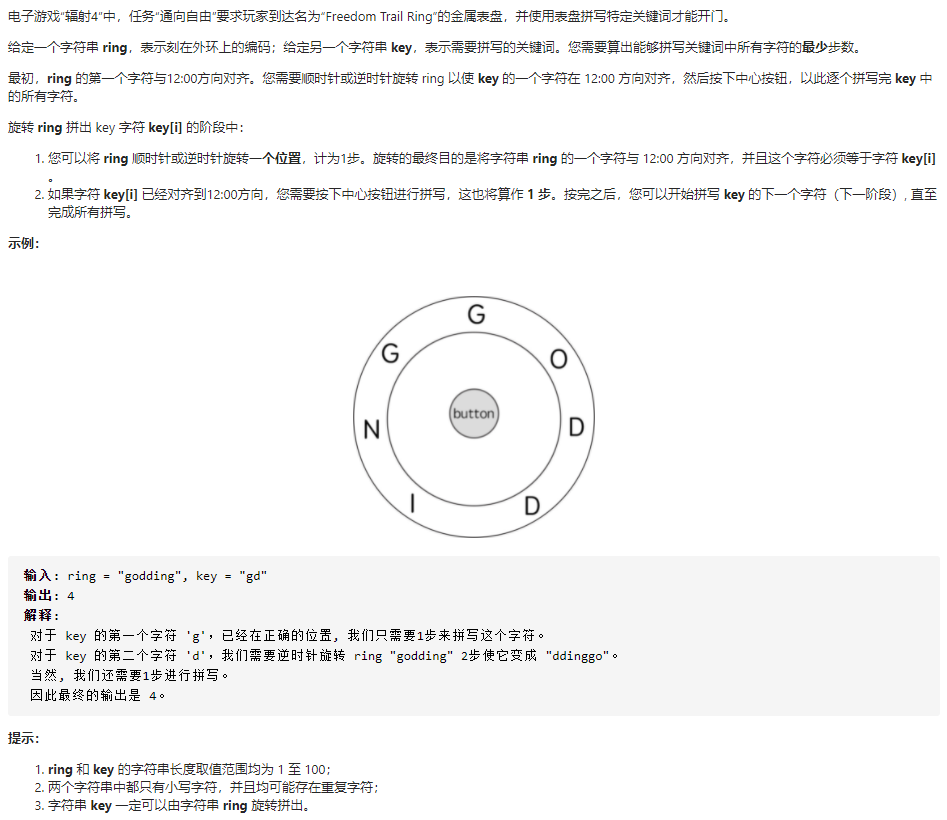 电子游戏“辐射4”中，任务“通向自由”要求玩家到达名为“Freedom Trail Ring”的金属表盘，并使用表盘拼写特定关键词才能开门。
给定一个字符串 ring，表示刻在外环上的编码；给定另一个字符串 key，表示需要拼写的关键词。您需要算出能够拼写关键词中所有字符的最少步数。
最初，ring 的第一个字符与12:00方向对齐。您需要顺时针或逆时针旋转 ring 以使 key 的一个字符在 12:00 方向对齐，然后按下中心按钮，以此逐个拼写完 key 中
的所有字符。
旋转 ring 拼出 key 字符 key[i] 的阶段中：
1. 您可以将 ring 顺时针或逆时针旋转一个位置，计为1步。旋转的最终目的是将字符串 ring 的一个字符与 12:00 方向对齐，并且这个字符必须等于字符 key[i]
。
2. 如果字符 key[i] 已经对齐到12:00方向，您需要按下中心按钮进行拼写，这也将算作 1 步。按完之后，您可以开始拼写 key 的下一个字符（下一阶段）, 直至
完成所有拼写。
示例：
G
G
O
button
N
D
I
D
输入: ring = "godding", key = "gd"
输出: 4
解释:
对于 key 的第一个字符 'g'，已经在正确的位置, 我们只需要1步来拼写这个字符。
对于 key 的第二个字符 'd'，我们需要逆时针旋转 ring "godding" 2步使它变成 "ddinggo"。
当然, 我们还需要1步进行拼写。
因此最终的输出是 4。
提示：
1. ring 和 key 的字符串长度取值范围均为 1 至 100；
2. 两个字符串中都只有小写字符，并且均可能存在重复字符；
3. 字符串 key 一定可以由字符串 ring 旋转拼出。